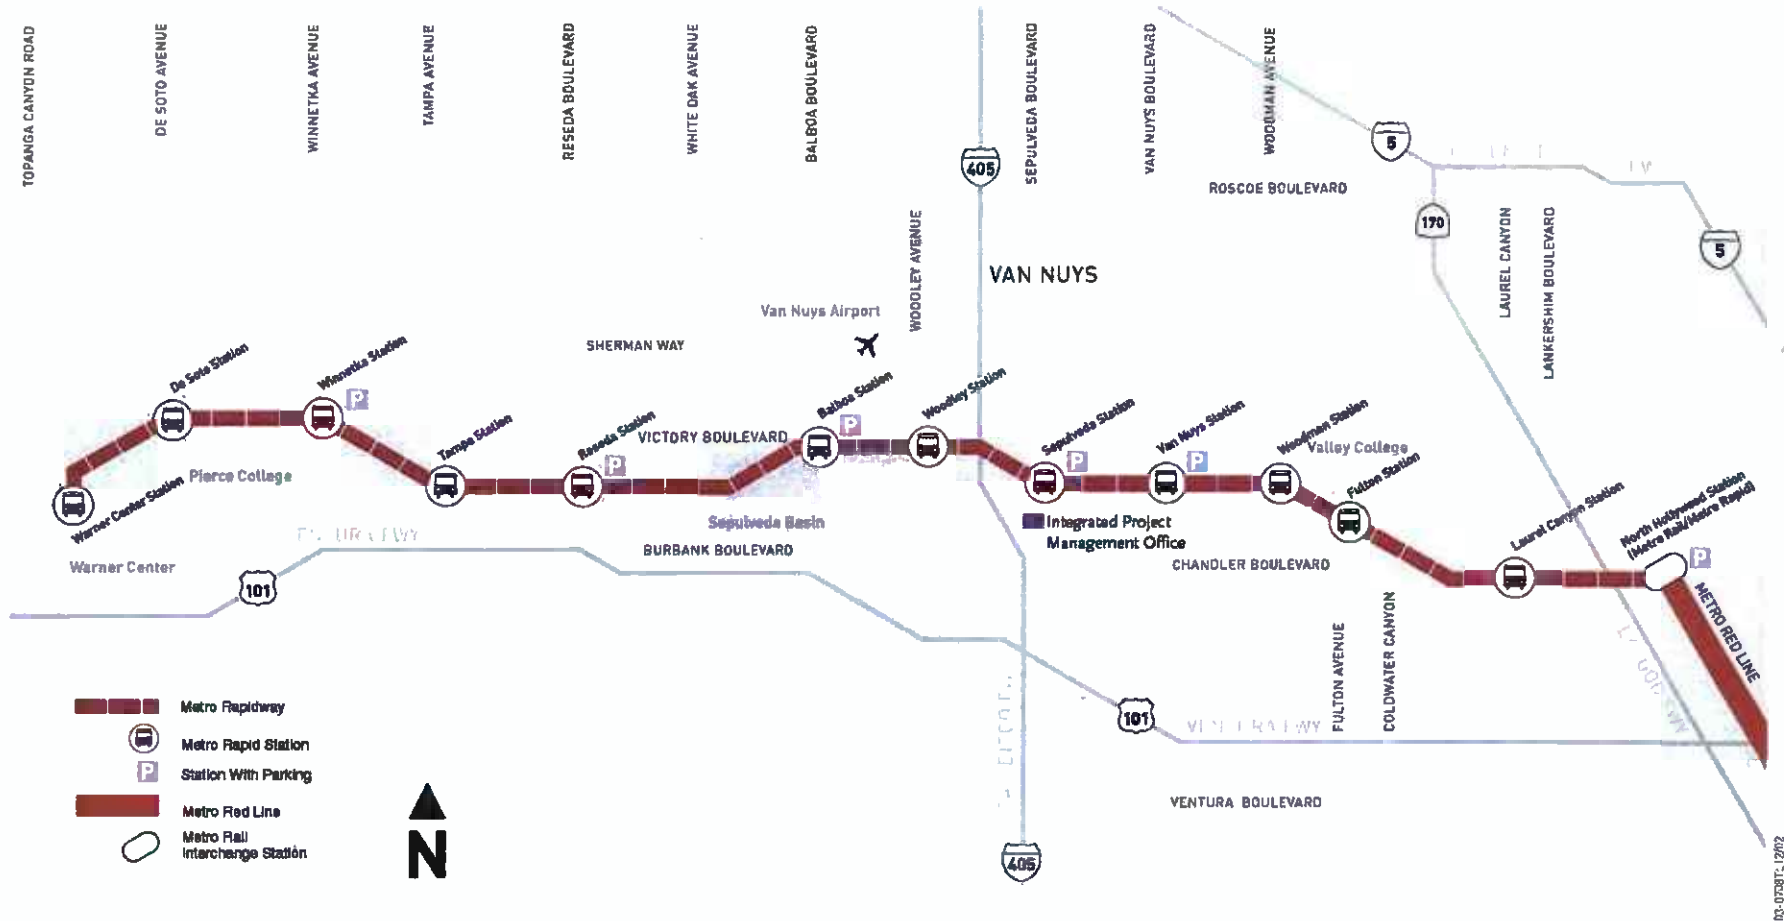 TOPANGA CANYON ROAD
DE SOTO AVENUE
WINNETKA AVENUE
TAMPA AVENUE
RESEDA BOULEVARD
WHITE OAK AVENUE
BALBOA BOULEVARD
WOODLEY AVENUE
405
SEPULVEDA BOULEVARD
VAN NUYS BOULEVARD
WOODMAN AVENUE
5
ROSCOE BOULEVARD
170
LAUREL CANYON
LANKERSHIM BOULEVARD
5
VAN NUYS
Van Nuys Airport
SHERMAN WAY
De Soto Station
Winnetka Station
P
Tampa Station
Reseda Station
P
VICTORY BOULEVARD
Balboa Station
P
Woodley Station
Sepulveda Station
P
Van Nuys Station
P
Woodman Station
Valley College
Fulton Station
Laurel Canyon Station
North Hollywood Station
(Metro Rail/Metro Rapid)
P
Pierce College
Warner Center Station
Warner Center
101
Sepulveda Basin
BURBANK BOULEVARD
Integrated Project
Management Office
CHANDLER BOULEVARD
METRO RED LINE
FULTON AVENUE
COLDWATER CANYON
101
VENTURA BOULEVARD
405
Metro Rapidway
Metro Rapid Station
P
Station With Parking
Metro Red Line
Metro Rail
Interchange Station
N